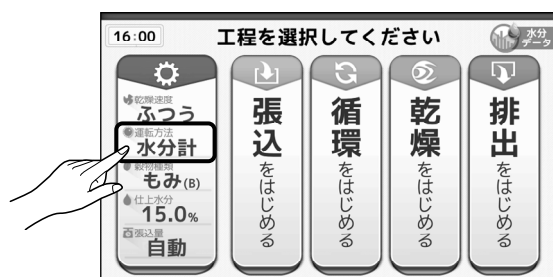 16:00
工程を選択してください
水分
データ
乾燥速度
ふつう
運転方法
水分計
穀物種類
もみ(B)
仕上水分
15.0%
張込量
自動
張込をはじめる
循環をはじめる
乾燥をはじめる
排出をはじめる